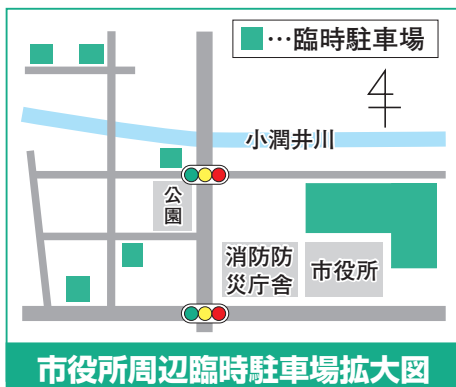 …臨時駐車場
小潤井川
公
園
消防防
災庁舎
市役所
市役所周辺臨時駐車場拡大図